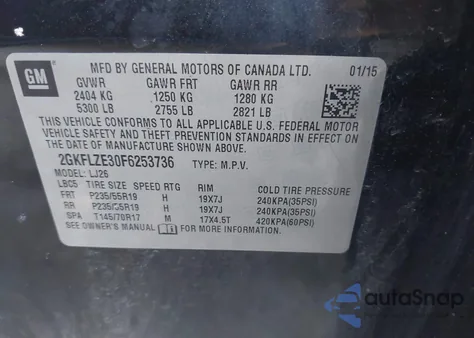 GM
MFD BY GENERAL MOTORS OF CANADA LTD. 01/15
GVWR GAWR FRT GAWR RR
2404 KG 1250 KG 1280 KG
5300 LB 2755 LB 2821 LB
THIS VEHICLE CONFORMS TO ALL APPLICABLE U.S. FEDERAL MOTOR
VEHICLE SAFETY AND THEFT PREVENTION STANDARDS IN EFFECT ON
THE DATE OF MANUFACTURE SHOWN ABOVE.
2GKFLZE30F6253736 TYPE: M.P.V.
MODEL: LJ26
LBC5 TIRE SIZE SPEED RTG RIM COLD TIRE PRESSURE
FRT P235/55R19 H 19X7J 240KPA(35PSI)
RR P235/55R19 H 19X7J 240KPA(35PSI)
SPA T145/70R17 M 17X4.5T 420KPA(60PSI)
SEE OWNER'S MANUAL FOR MORE INFORMATION.
autoSnap